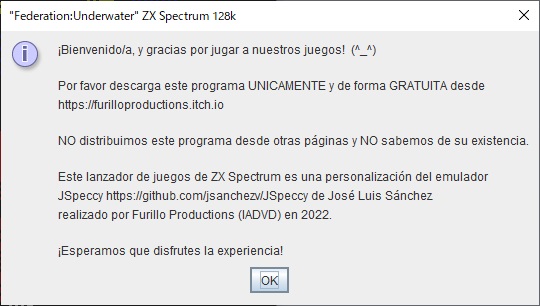 "Federation:Underwater" ZX Spectrum 128k
¡Bienvenido/a, y gracias por jugar a nuestros juegos! (^_^)
Por favor descarga este programa UNICAMENTE y de forma GRATUITA desde
https://furilloproductions.itch.io
NO distribuimos este programa desde otras páginas y NO sabemos de su existencia.
Este lanzador de juegos de ZX Spectrum es una personalización del emulador
JSpeccy https://github.com/jsanchezv/JSpeccy de José Luis Sánchez
realizado por Furillo Productions (IADVD) en 2022.
¡Esperamos que disfrutes la experiencia!
OK